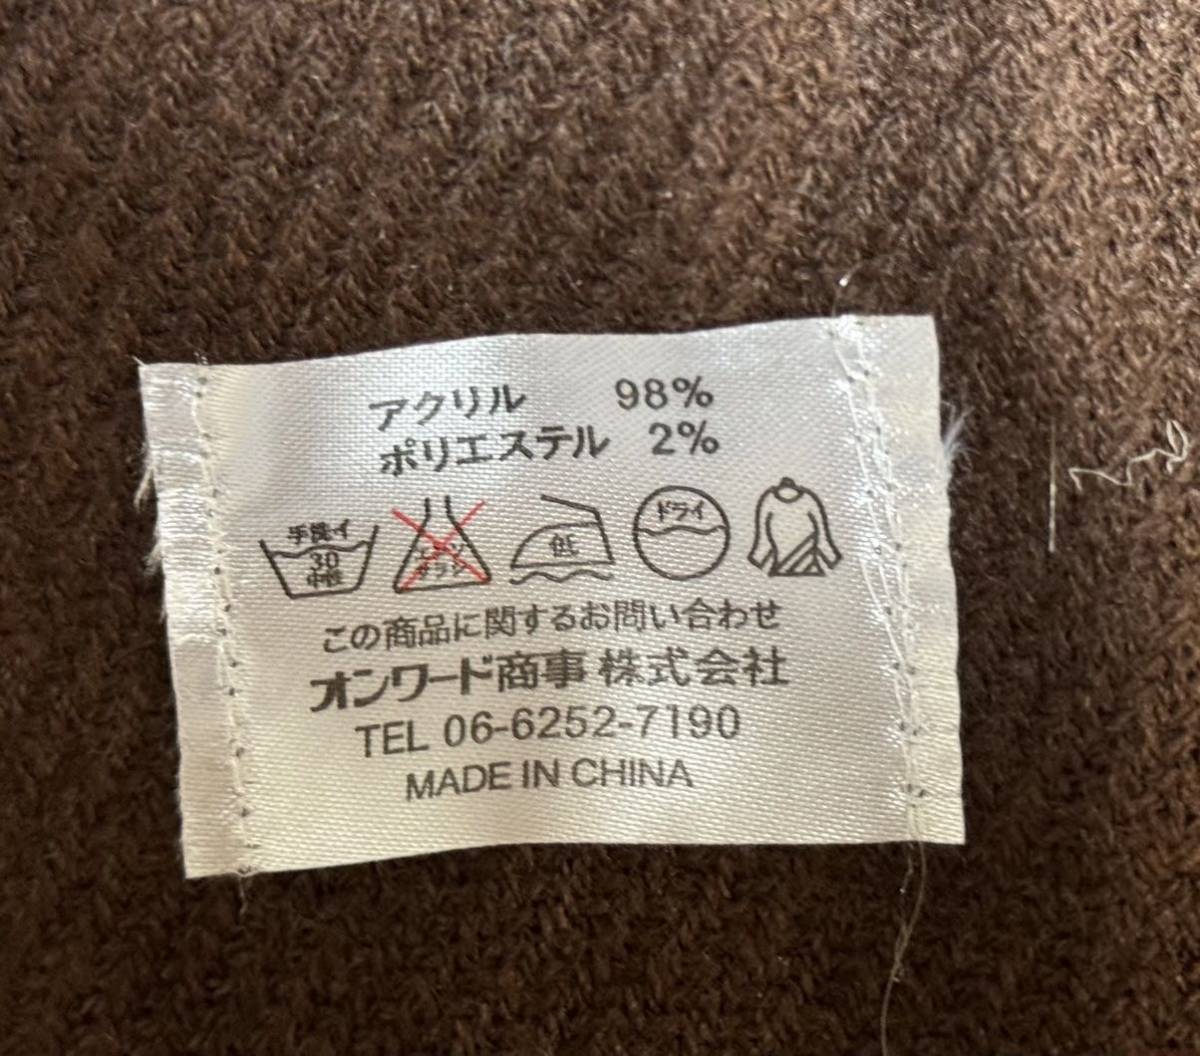 アクリル 98%
ポリエステル 2%
手洗イ 30 中性
低
ドライ
この商品に関するお問い合わせ
オンワード商事 株式会社
TEL 06-6252-7190
MADE IN CHINA